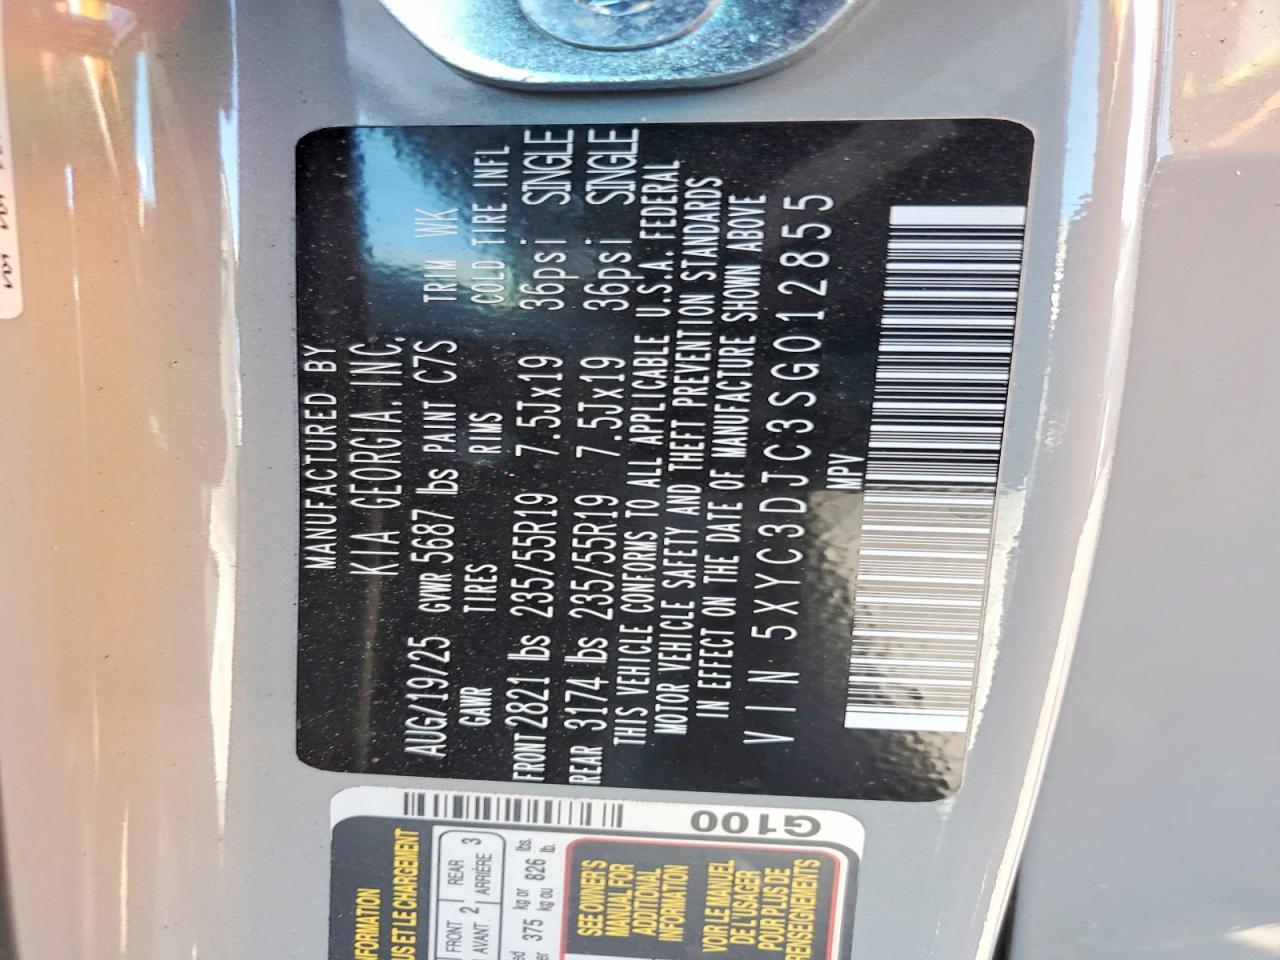 MANUFACTURED BY
KIA GEORGIA, INC.
AUG/19/25 GVWR 5687 lbs PAINT C7S TRIM WK
GAWR TIRES RIMS COLD TIRE. INFL
FRONT 2821 lbs 235/55R19 7.5Jx19 36psi SINGLE
REAR 3174 lbs 235/55R19 7.5Jx19 36psi SINGLE
THIS VEHICLE CONFORMS TO ALL APPLICABLE U.S.A. FEDERAL
MOTOR VEHICLE SAFETY AND THEFT PREVENTION STANDARDS
IN EFFECT ON THE DATE OF MANUFACTURE SHOWN ABOVE
VIN 5XYC3DJC3SG012855
MPV
G100
FRONT 2 REAR 3
AVANT. ARRIÈRE
375 kg or 826 lbs.
kg ou lb.
SEE OWNER'S
MANUAL FOR
ADDITIONAL
INFORMATION
VOIR LE MANUEL
DE L'USAGER
POUR PLUS DE
RENSEIGNEMENTS
ET LE CHARGEMENT